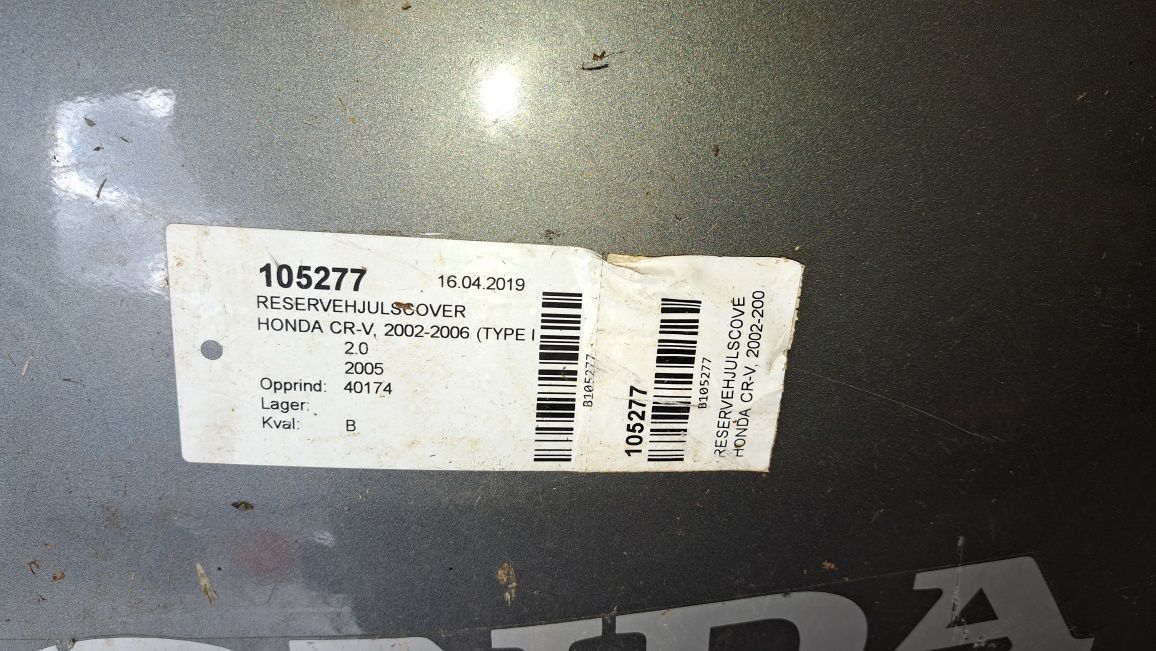 105277
16.04.2019
RESERVEHJULSCOVER
HONDA CR-V, 2002-2006 (TYPE I
2.0
2005
Opprind: 40174
Lager:
Kval: B
B105277
105277
B105277
RESERVEHJULSCOVE
HONDA CR-V, 2002-200